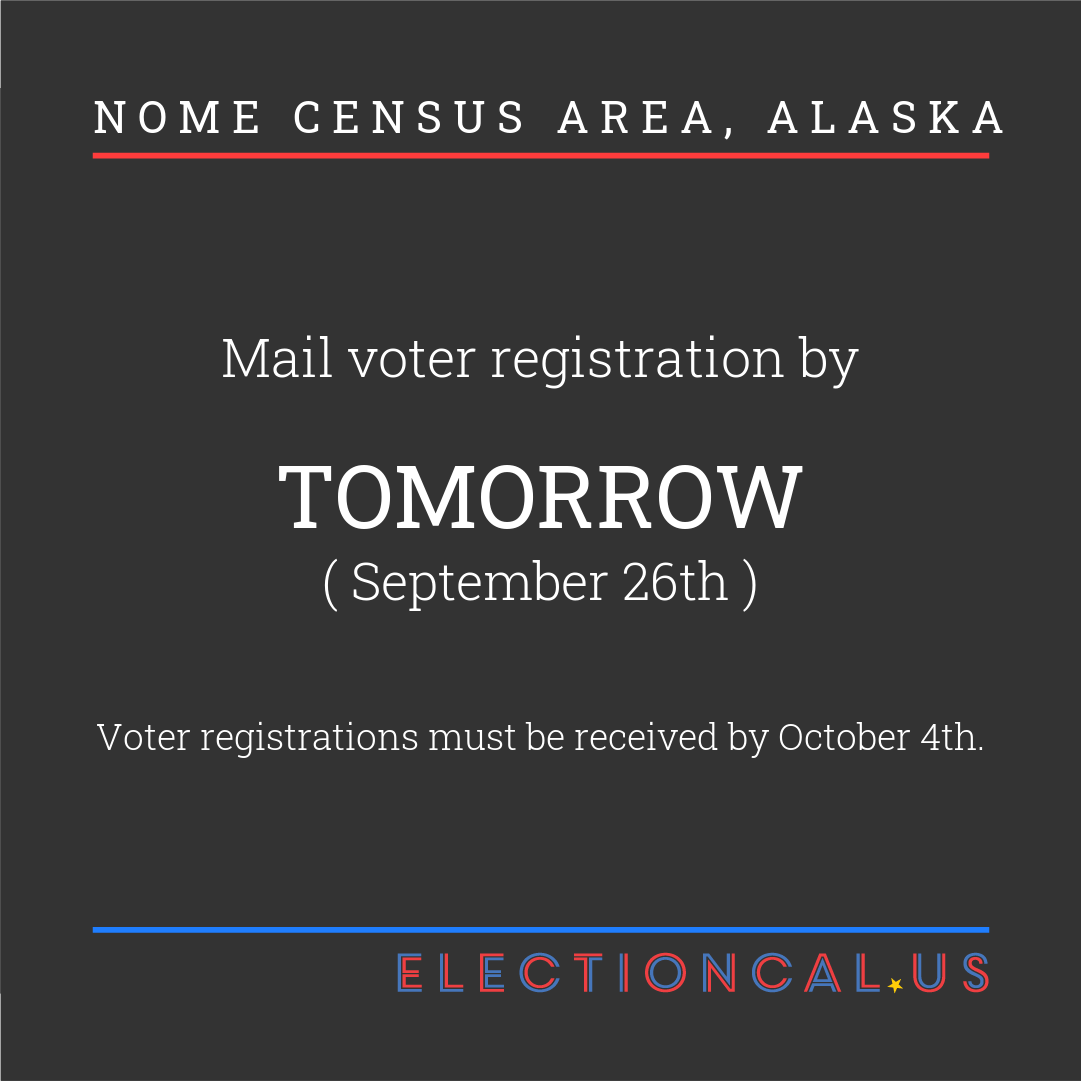 NOME CENSUS AREA, ALASKA
Mail voter registration by
TOMORROW
( September 26th )
Voter registrations must be received by October 4th.
ELECTIONCAL.US